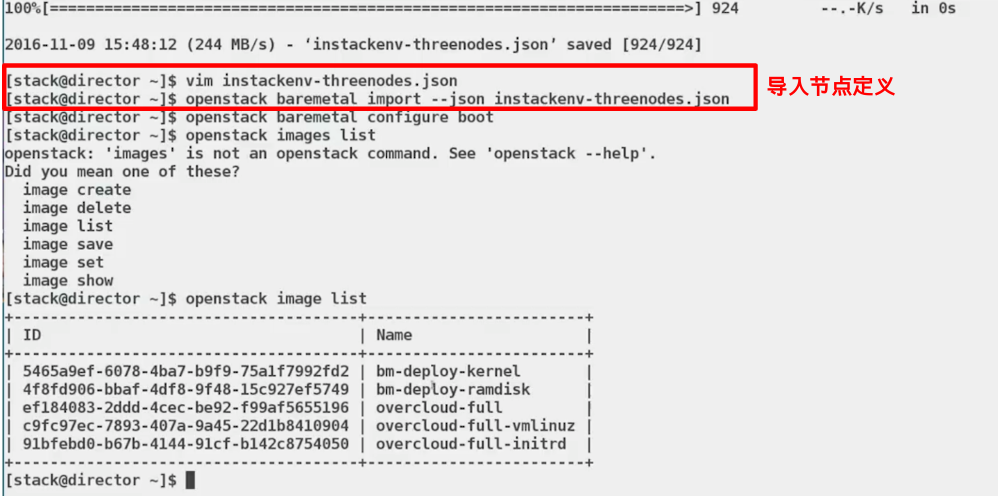 100%[======================================================================>] 924         --.-K/s   in 0s
2016-11-09 15:48:12 (244 MB/s) - ‘instackenv-threenodes.json’ saved [924/924]
[stack@director ~]$ vim instackenv-threenodes.json
[stack@director ~]$ openstack baremetal import --json instackenv-threenodes.json
导入节点定义
[stack@director ~]$ openstack baremetal configure boot
[stack@director ~]$ openstack images list
openstack: 'images' is not an openstack command. See 'openstack --help'.
Did you mean one of these?
  image create
  image delete
  image list
  image save
  image set
  image show
[stack@director ~]$ openstack image list
+--------------------------------------+------------------------+
| ID                                   | Name                   |
+--------------------------------------+------------------------+
| 5465a9ef-6078-4ba7-b9f9-75a1f7992fd2 | bm-deploy-kernel       |
| 4f8fd906-bbaf-4df8-9f48-15c927ef5749 | bm-deploy-ramdisk      |
| ef184083-2ddd-4cec-be92-f99af5655196 | overcloud-full         |
| c9fc97ec-7893-407a-9a45-22d1b8410904 | overcloud-full-vmlinuz |
| 91bfebd0-b67b-4144-91cf-b142c8754050 | overcloud-full-initrd  |
+--------------------------------------+------------------------+
[stack@director ~]$